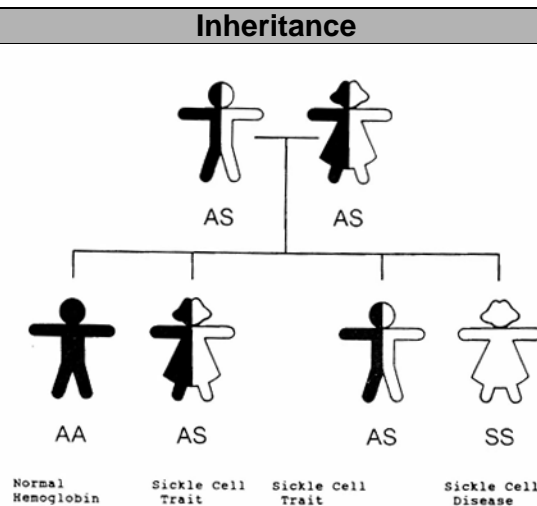 Inheritance
AS AS
AA AS AS SS
Normal Sickle Cell Sickle Cell Sickle Cell
Hemoglobin Trait Trait Disease